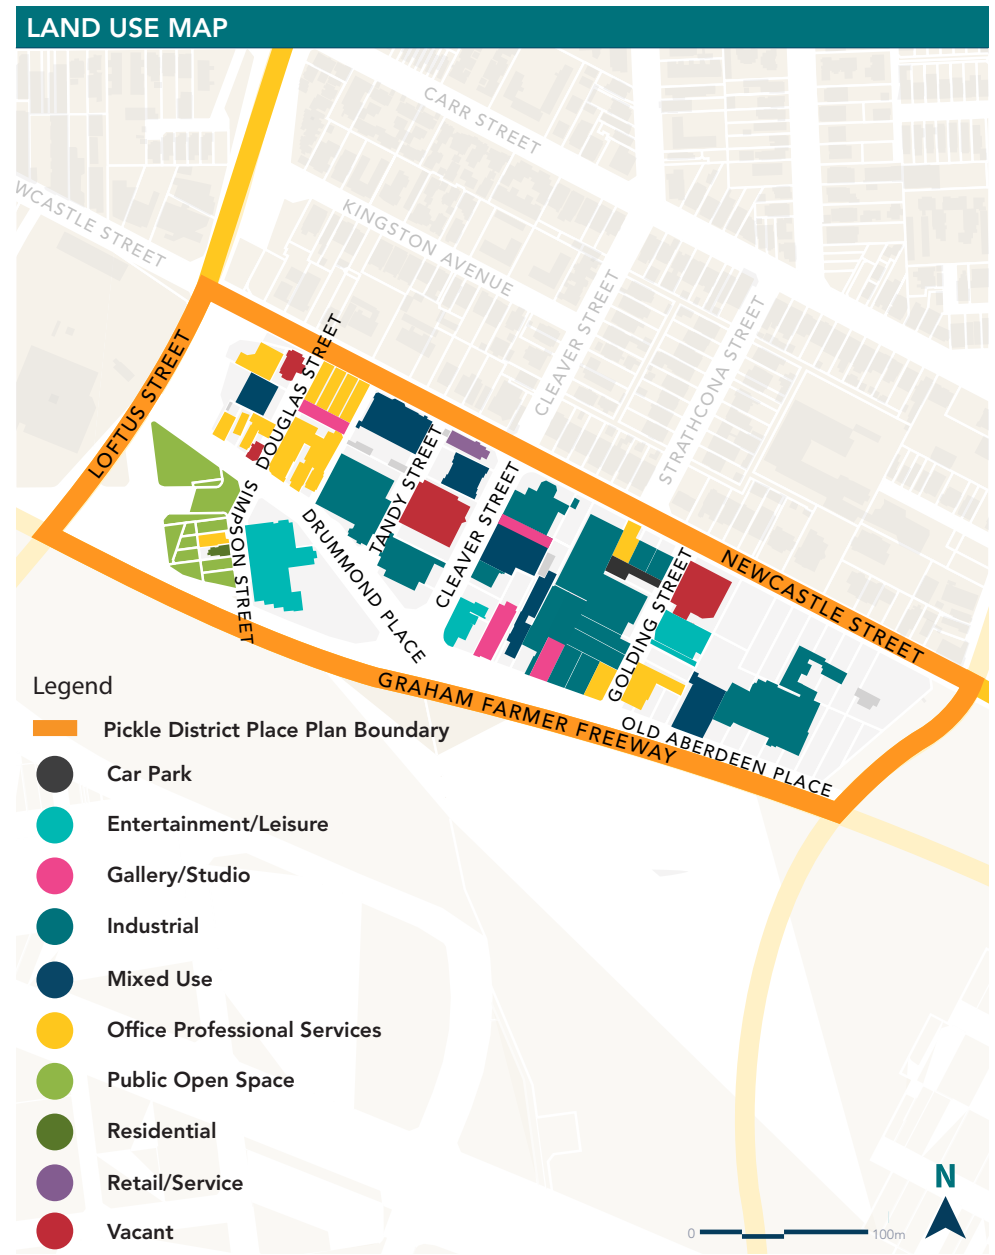 LAND USE MAP
CARR STREET
WCASTLE STREET
KINGSTON AVENUE
CLEAVER STREET
STRATHCONA STREET
LOFTUS STREET
DOUGLAS STREET
SIMPSON STREET
DRUMMOND PLACE
TANDY STREET
CLEAVER STREET
GOLDING STREET
NEWCASTLE STREET
GRAHAM FARMER FREEWAY
OLD ABERDEEN PLACE
Legend
Pickle District Place Plan Boundary
Car Park
Entertainment/Leisure
Gallery/Studio
Industrial
Mixed Use
Office Professional Services
Public Open Space
Residential
Retail/Service
Vacant
N
0 100m